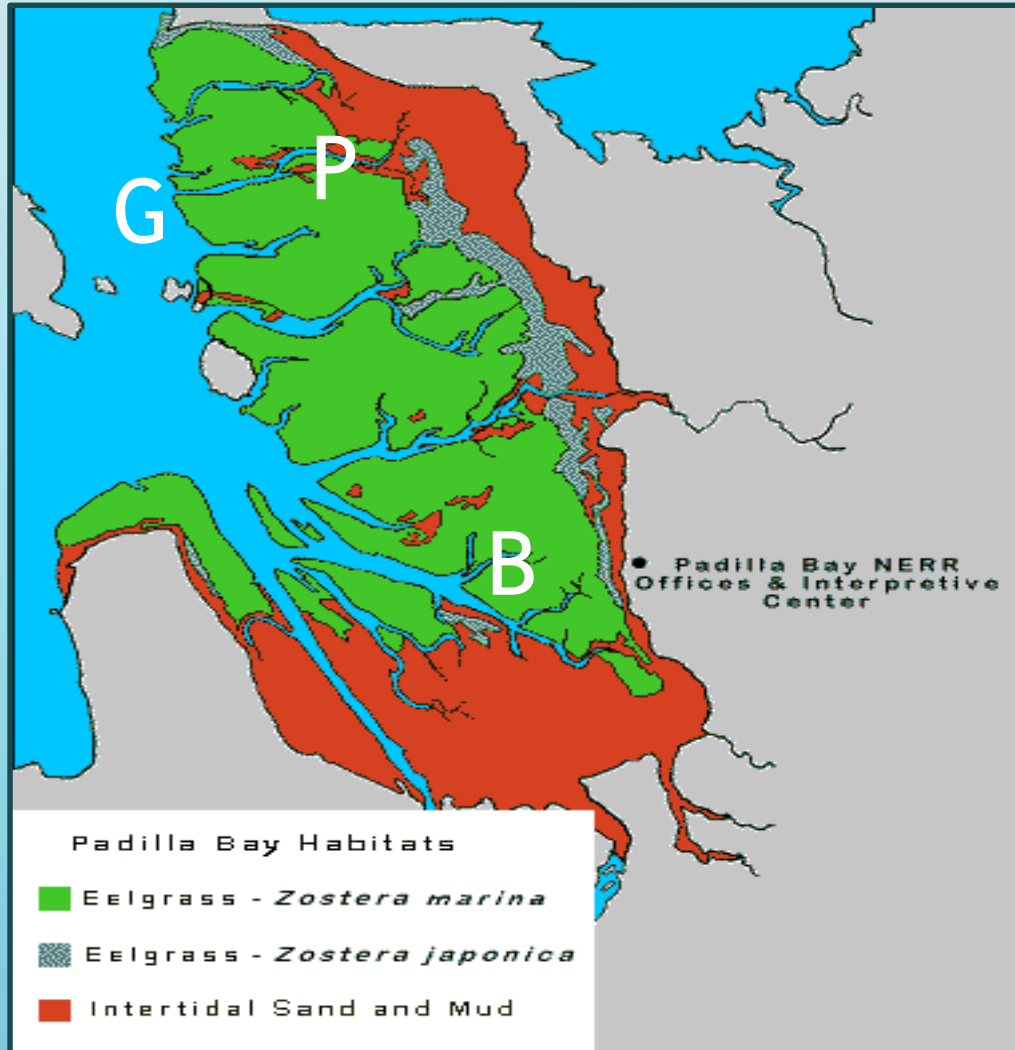 P
G
B
Padilla Bay NERR
Offices & Interpretive
Center
Padilla Bay Habitats
Eelgrass - Zostera marina
Eelgrass - Zostera japonica
Intertidal Sand and Mud